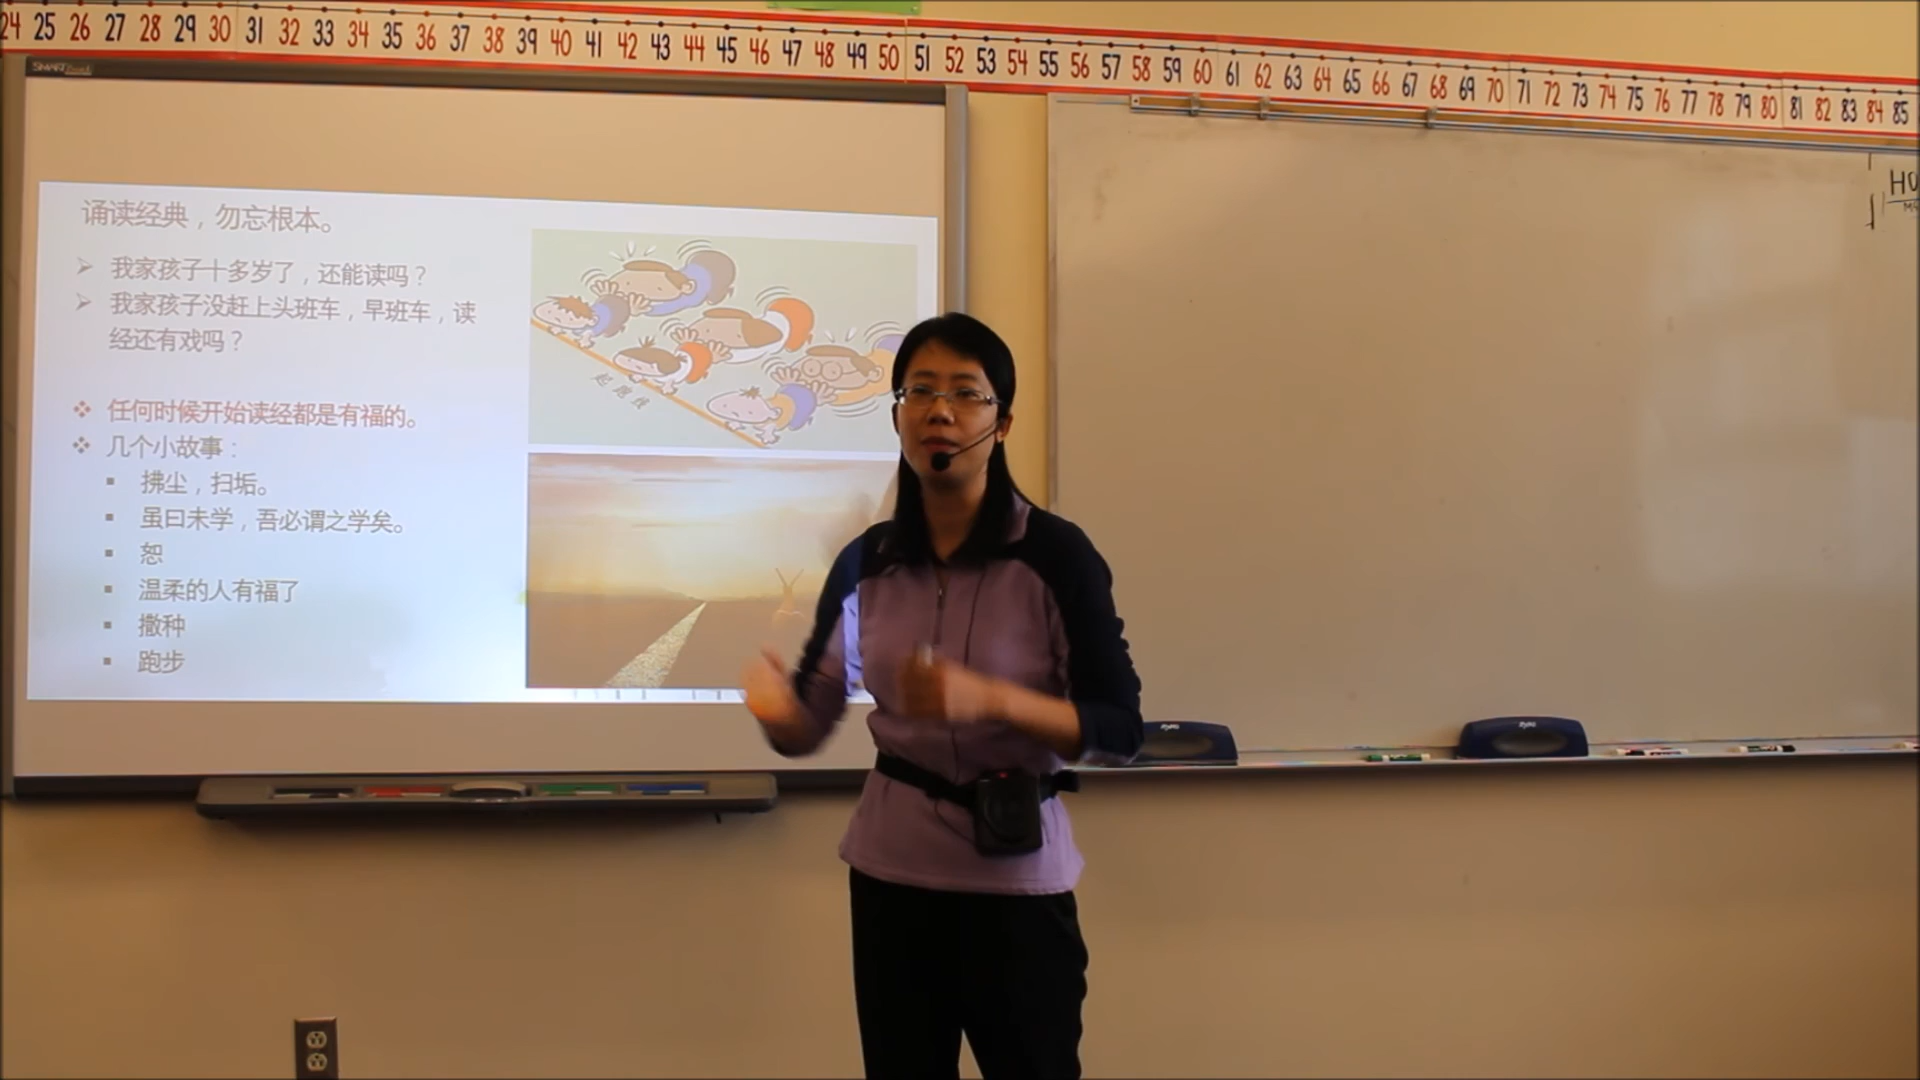 24 25 26 27 28 29 30 31 32 33 34 35 36 37 38 39 40 41 42 43 44 45 46 47 48 49 50 51 52 53 54 55 56 57 58 59 60 61 62 63 64 65 66 67 68 69 70 71 72 73 74 75 76 77 78 79 80 81 82 83 84 85
SMART
诵读经典，勿忘根本。
我家孩子十多岁了，还能读吗？
我家孩子没赶上头班车，早班车，读
经还有戏吗？
任何时候开始读经都是有福的。
几个小故事：
拂尘，扫垢。
虽曰未学，吾必谓之学矣。
恕
温柔的人有福了
撒种
跑步
起跑线
HO